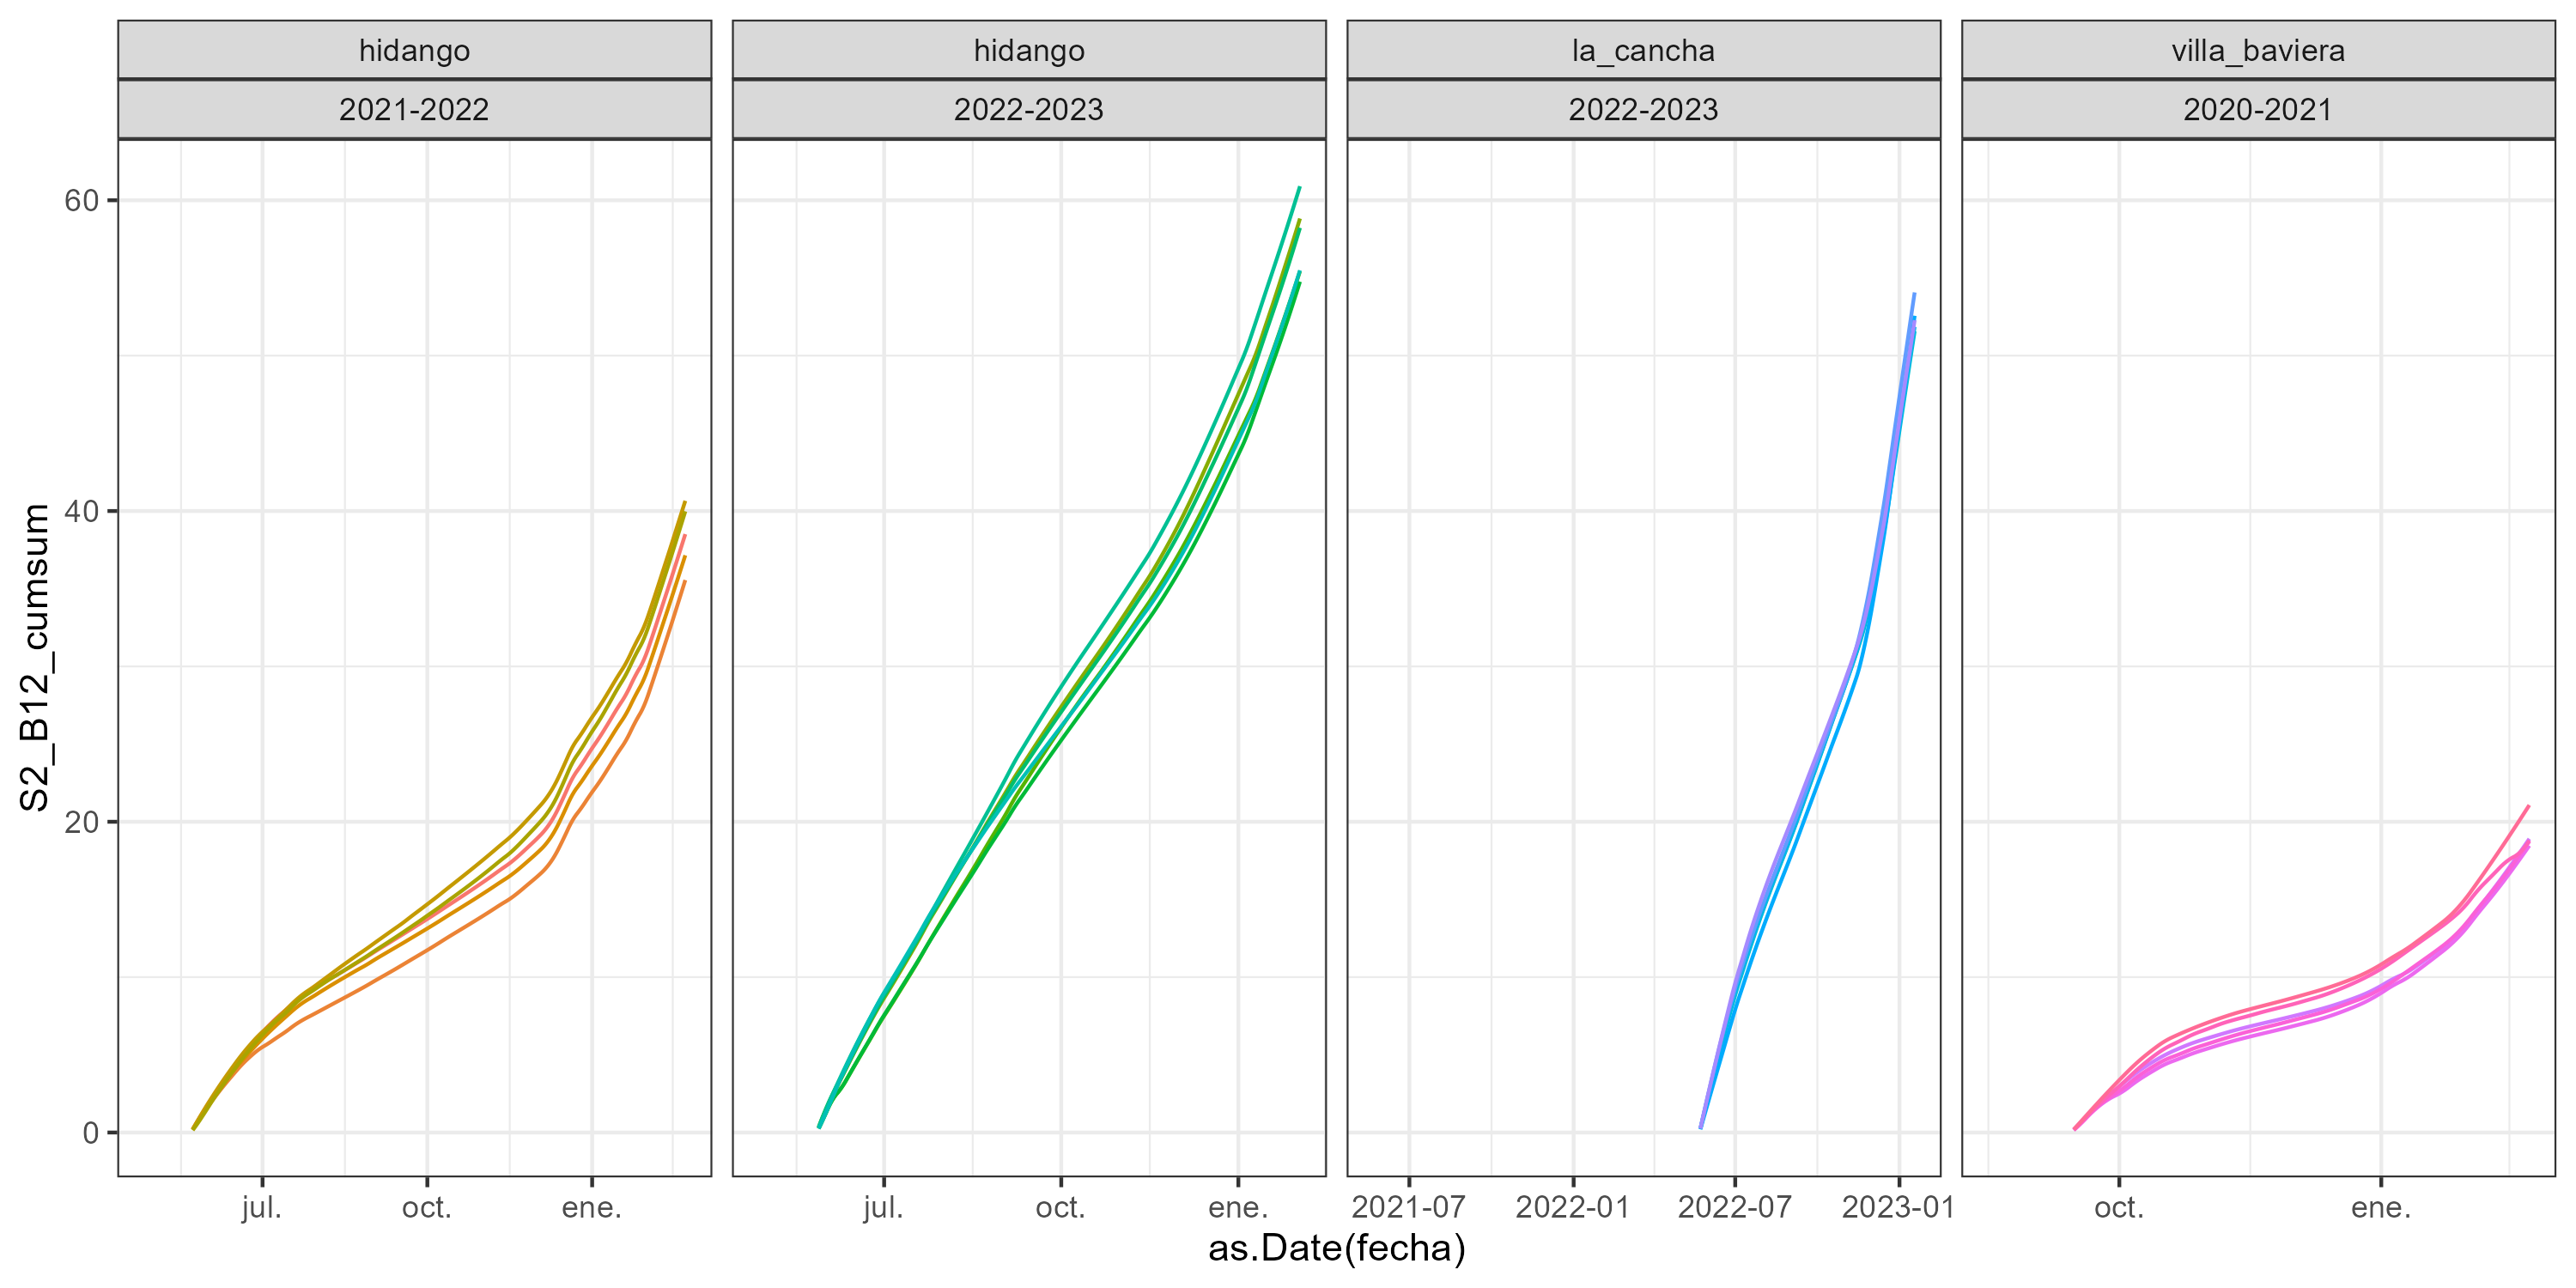 hidango hidango la_cancha villa_baviera
2021-2022 2022-2023 2022-2023 2020-2021
60
40
20
0
S2_B12_cumsum
jul. oct. ene. jul. oct. ene. 2021-07 2022-01 2022-07 2023-01 oct. ene.
as.Date(fecha)